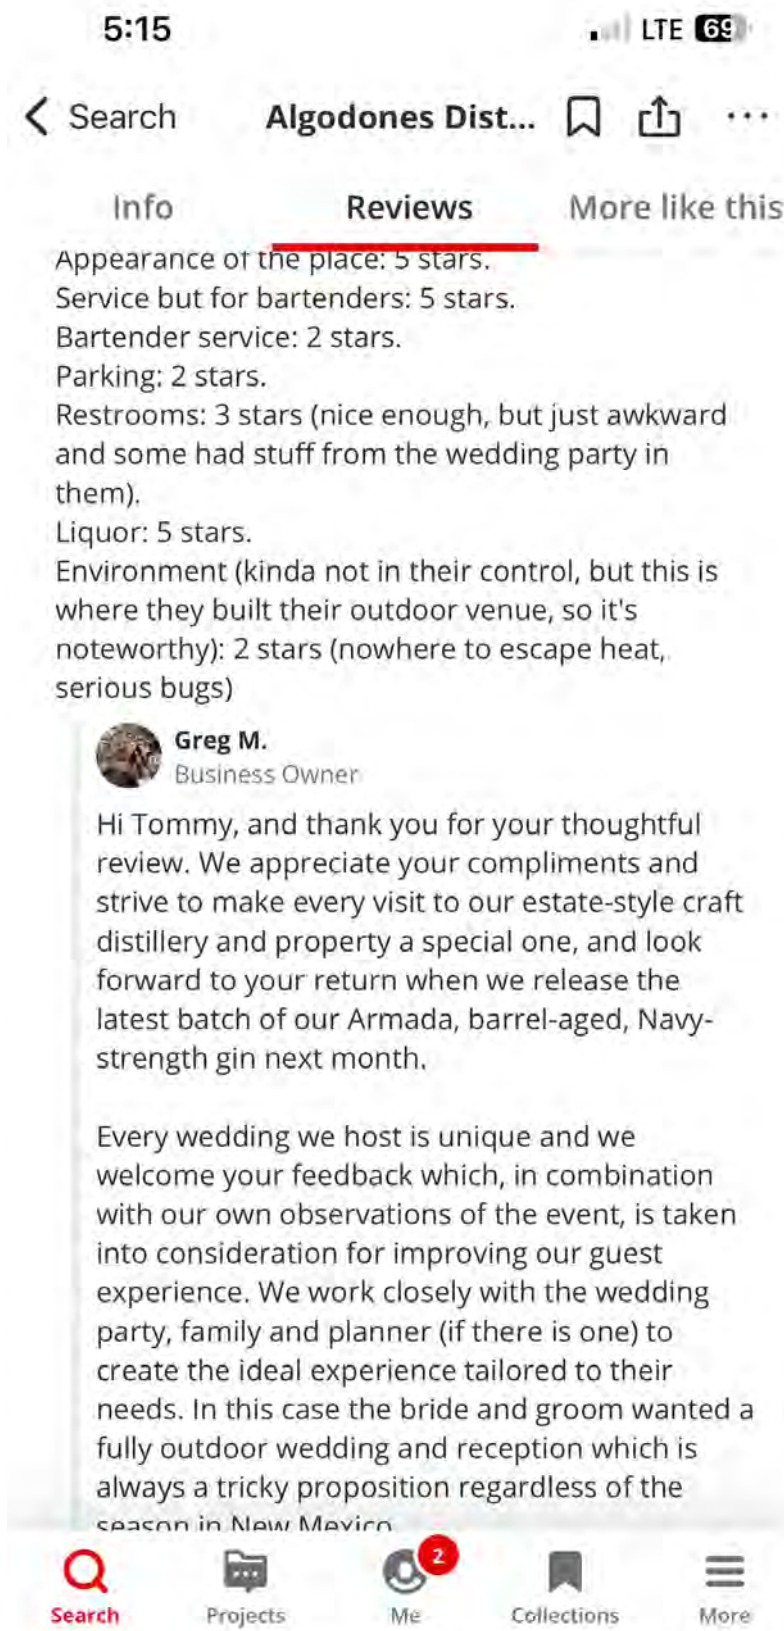 5:15
LTE 69
Search
Algodones Dist...
Info
Reviews
More like this
Appearance of the place: 5 stars.
Service but for bartenders: 5 stars.
Bartender service: 2 stars.
Parking: 2 stars.
Restrooms: 3 stars (nice enough, but just awkward
and some had stuff from the wedding party in
them).
Liquor: 5 stars.
Environment (kinda not in their control, but this is
where they built their outdoor venue, so it's
noteworthy): 2 stars (nowhere to escape heat,
serious bugs)
Greg M.
Business Owner
Hi Tommy, and thank you for your thoughtful
review. We appreciate your compliments and
strive to make every visit to our estate-style craft
distillery and property a special one, and look
forward to your return when we release the
latest batch of our Armada, barrel-aged, Navy-
strength gin next month.
Every wedding we host is unique and we
welcome your feedback which, in combination
with our own observations of the event, is taken
into consideration for improving our guest
experience. We work closely with the wedding
party, family and planner (if there is one) to
create the ideal experience tailored to their
needs. In this case the bride and groom wanted a
fully outdoor wedding and reception which is
always a tricky proposition regardless of the
season in New Mexico
2
Search
Projects
Me
Collections
More